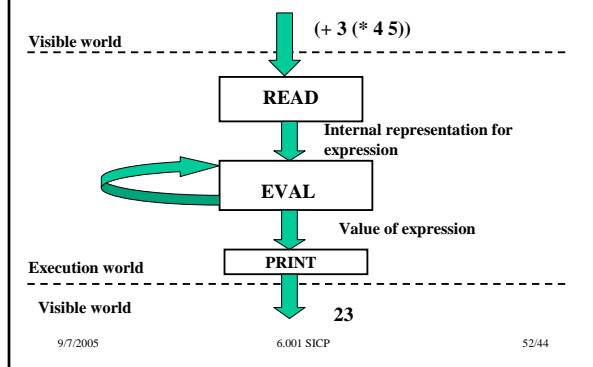 (+ 3 (* 4 5))
Visible world
READ
Internal representation for
expression
EVAL
Value of expression
PRINT
Execution world
Visible world
23
9/7/2005
6.001 SICP
52/44